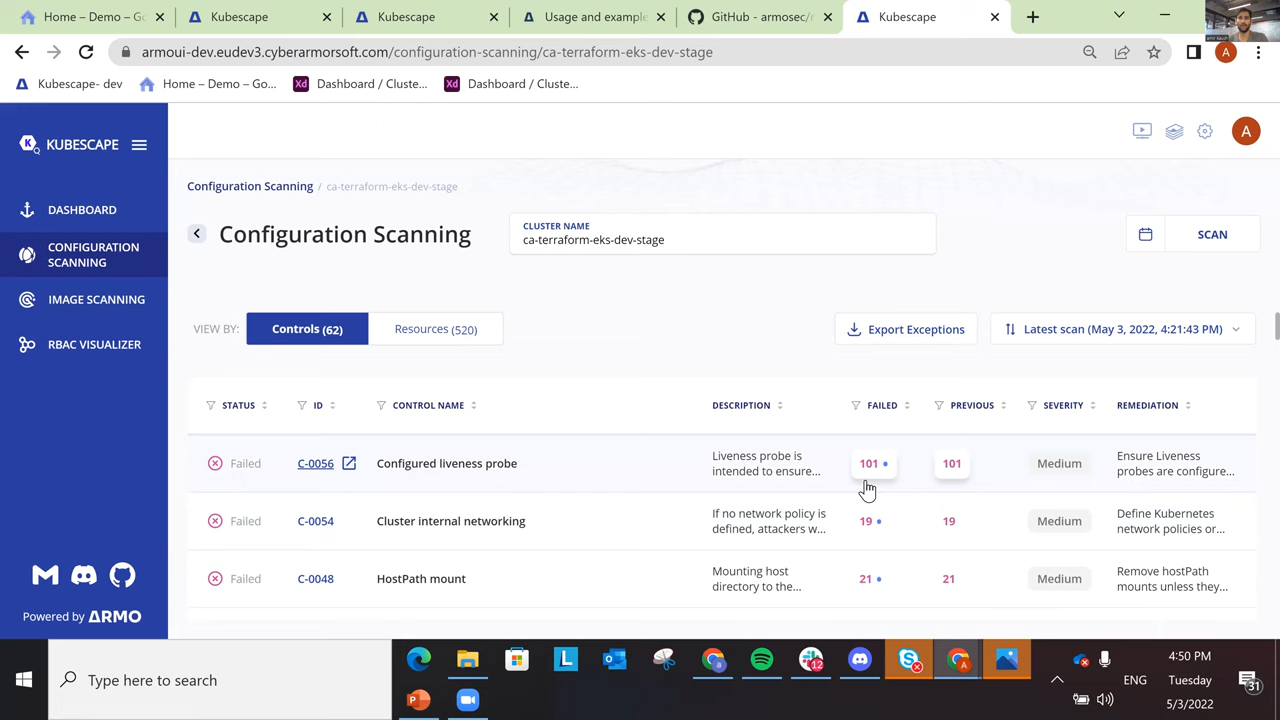 Home – Demo – Go...
Kubescape
Kubescape
Usage and example
GitHub - armosec/r
Kubescape
armoui-dev.eudev3.cyberarmorsoft.com/configuration-scanning/ca-terraform-eks-dev-stage
A
Kubescape- dev
Home – Demo – Go...
Xd
Dashboard / Cluste...
Xd
Dashboard / Cluste...
KUBESCAPE
A
DASHBOARD
CONFIGURATION
SCANNING
IMAGE SCANNING
RBAC VISUALIZER
Powered by ARMO
Configuration Scanning / ca-terraform-eks-dev-stage
Configuration Scanning
CLUSTER NAME
ca-terraform-eks-dev-stage
SCAN
VIEW BY:
Controls (62)
Resources (520)
Export Exceptions
Latest scan (May 3, 2022, 4:21:43 PM)
STATUS ID CONTROL NAME DESCRIPTION FAILED PREVIOUS SEVERITY REMEDIATION
Failed C-0056 Configured liveness probe Liveness probe is intended to ensure... 101 101 Medium Ensure Liveness probes are configure...
Failed C-0054 Cluster internal networking If no network policy is defined, attackers w... 19 19 Medium Define Kubernetes network policies or...
Failed C-0048 HostPath mount Mounting host directory to the... 21 21 Medium Remove hostPath mounts unless they...
Type here to search
L
12
ENG
4:50 PM
Tuesday
5/3/2022
31